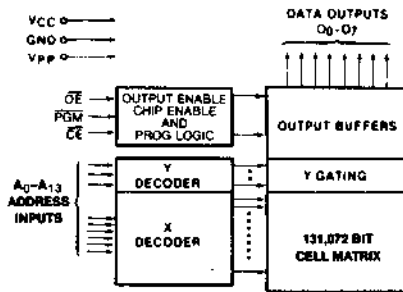 VCC
GND
VPP
DATA OUTPUTS
O0-O7
OE
PGM
CE
OUTPUT ENABLE
CHIP ENABLE
AND
PROG LOGIC
OUTPUT BUFFERS
A0-A13
ADDRESS
INPUTS
Y
DECODER
Y GATING
X
DECODER
131,072 BIT
CELL MATRIX